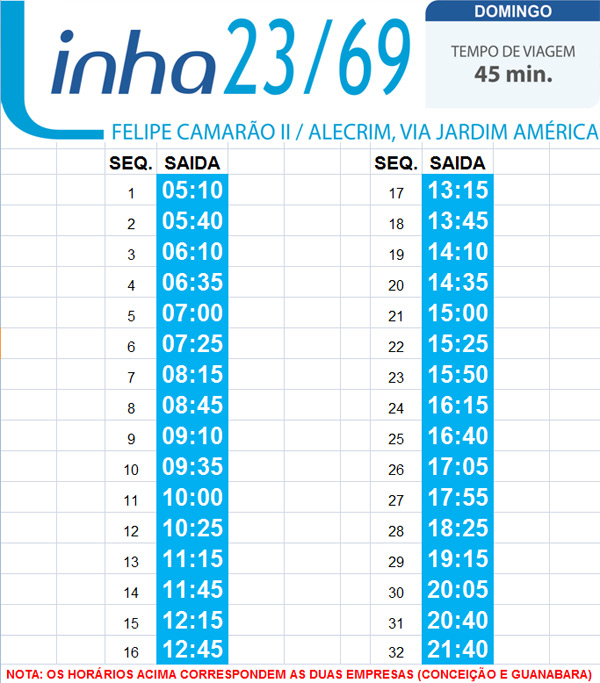 Linha 23/69
DOMINGO
TEMPO DE VIAGEM
45 min.
FELIPE CAMARÃO II / ALECRIM, VIA JARDIM AMÉRICA
SEQ. SAIDA SEQ. SAIDA
1 05:10 17 13:15
2 05:40 18 13:45
3 06:10 19 14:10
4 06:35 20 14:35
5 07:00 21 15:00
6 07:25 22 15:25
7 08:15 23 15:50
8 08:45 24 16:15
9 09:10 25 16:40
10 09:35 26 17:05
11 10:00 27 17:55
12 10:25 28 18:25
13 11:15 29 19:15
14 11:45 30 20:05
15 12:15 31 20:40
16 12:45 32 21:40
NOTA: OS HORÁRIOS ACIMA CORRESPONDEM AS DUAS EMPRESAS (CONCEIÇÃO E GUANABARA)